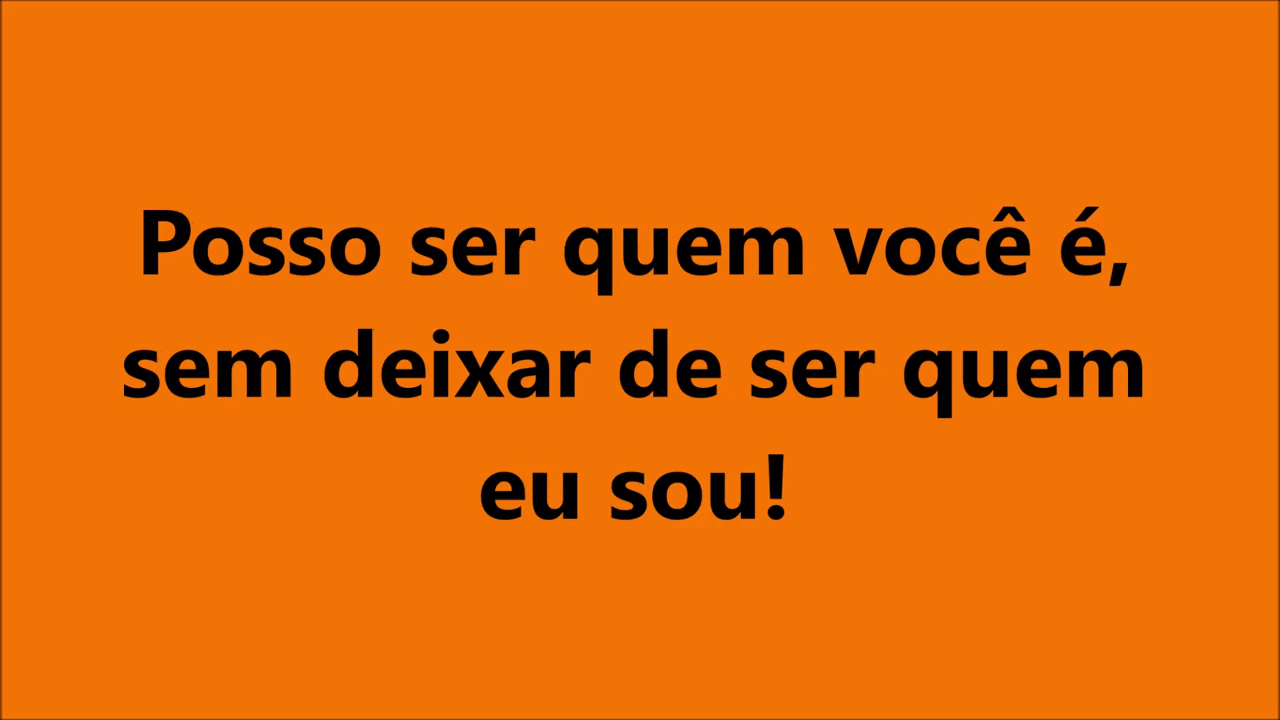 Posso ser quem você é,
sem deixar de ser quem
eu sou!